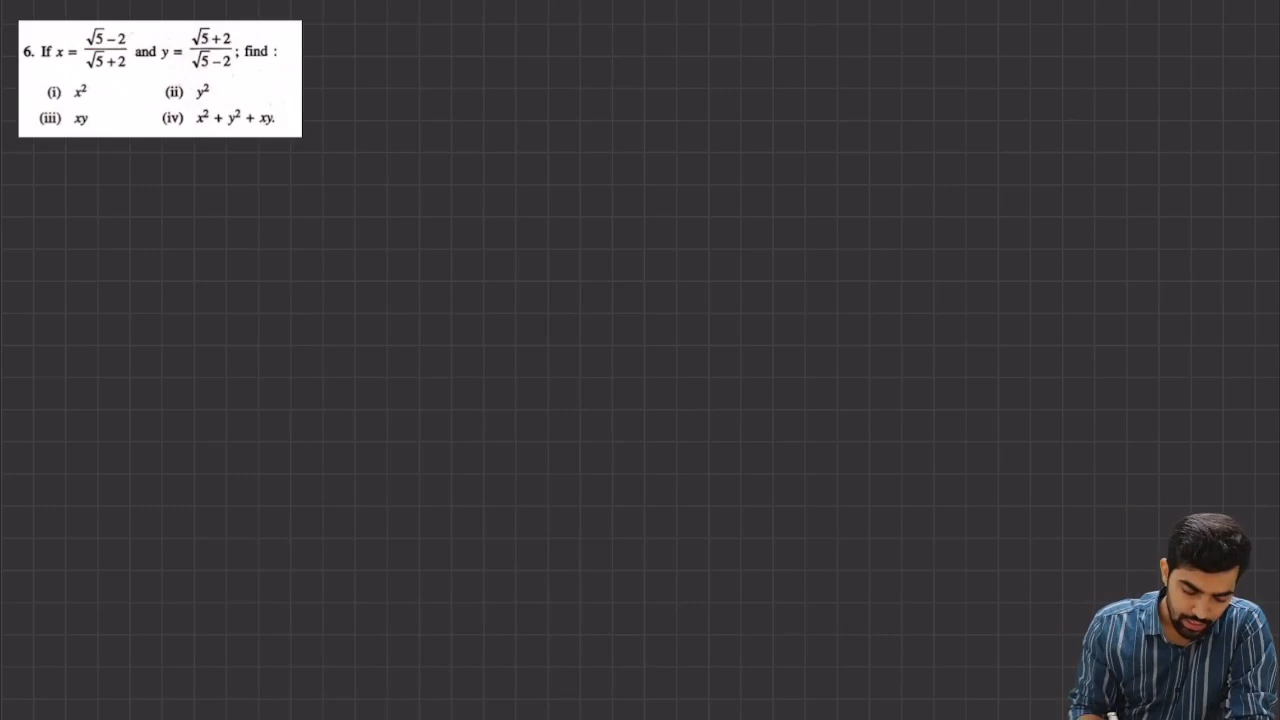 6. If x = (√5 − 2)/(√5 + 2) and y = (√5 + 2)/(√5 − 2) ; find :
(i) x² (ii) y²
(iii) xy (iv) x² + y² + xy.